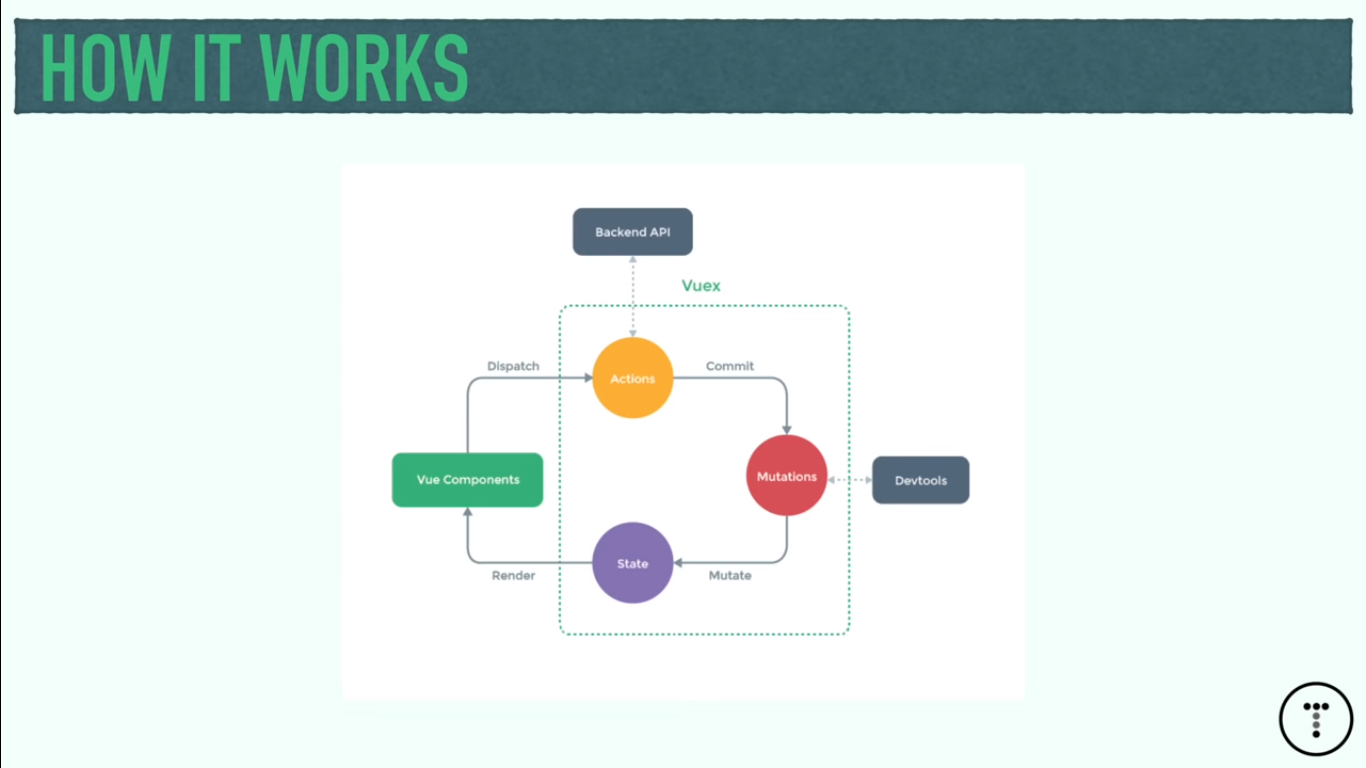 HOW IT WORKS
Backend API
Vuex
Dispatch
Commit
Actions
Vue Components
Mutations
Devtools
State
Render
Mutate